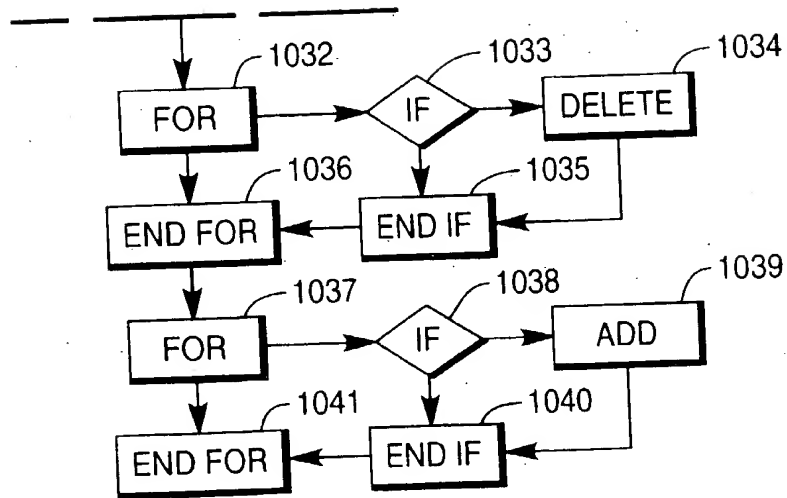 1032
1033
1034
FOR
IF
DELETE
1036
1035
END FOR
END IF
1037
1038
1039
FOR
IF
ADD
1041
1040
END FOR
END IF